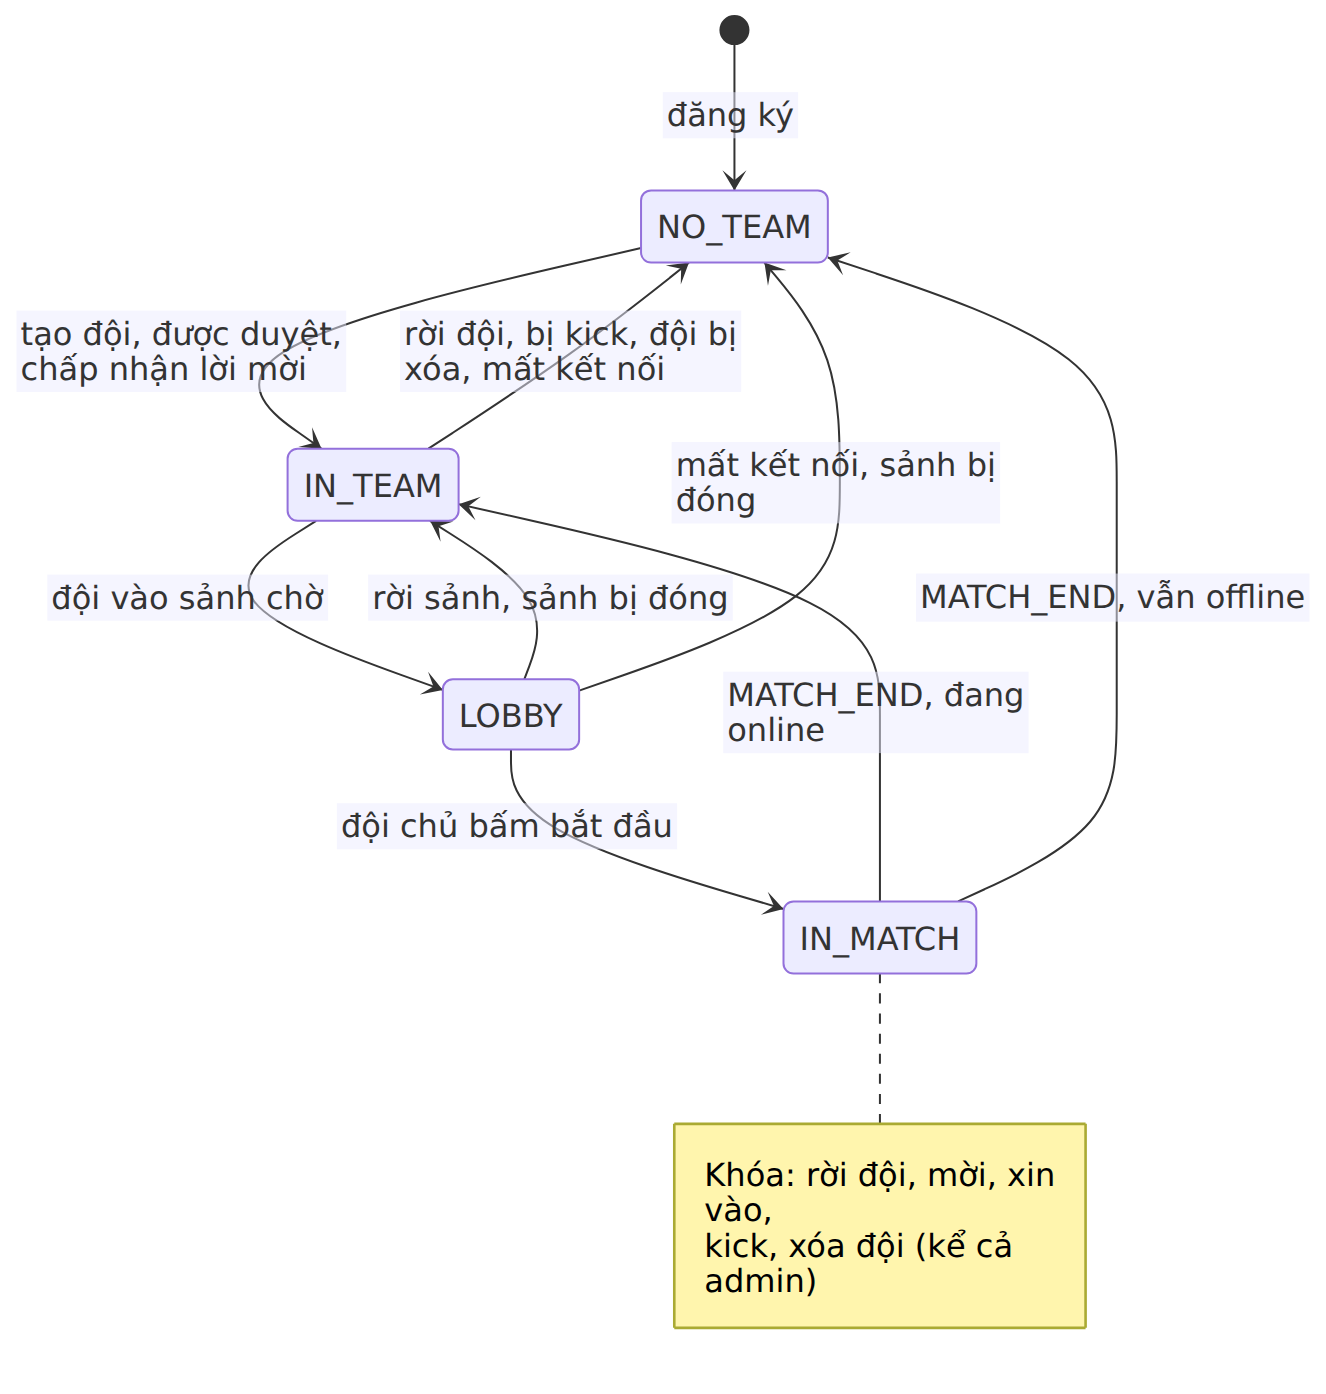 đăng ký
NO_TEAM
tạo đội, được duyệt,
chấp nhận lời mời
rời đội, bị kick, đội bị
xóa, mất kết nối
mất kết nối, sảnh bị
đóng
IN_TEAM
đội vào sảnh chờ
rời sảnh, sảnh bị đóng
MATCH_END, vẫn offline
LOBBY
MATCH_END, đang
online
đội chủ bấm bắt đầu
IN_MATCH
Khóa: rời đội, mời, xin
vào,
kick, xóa đội (kể cả
admin)